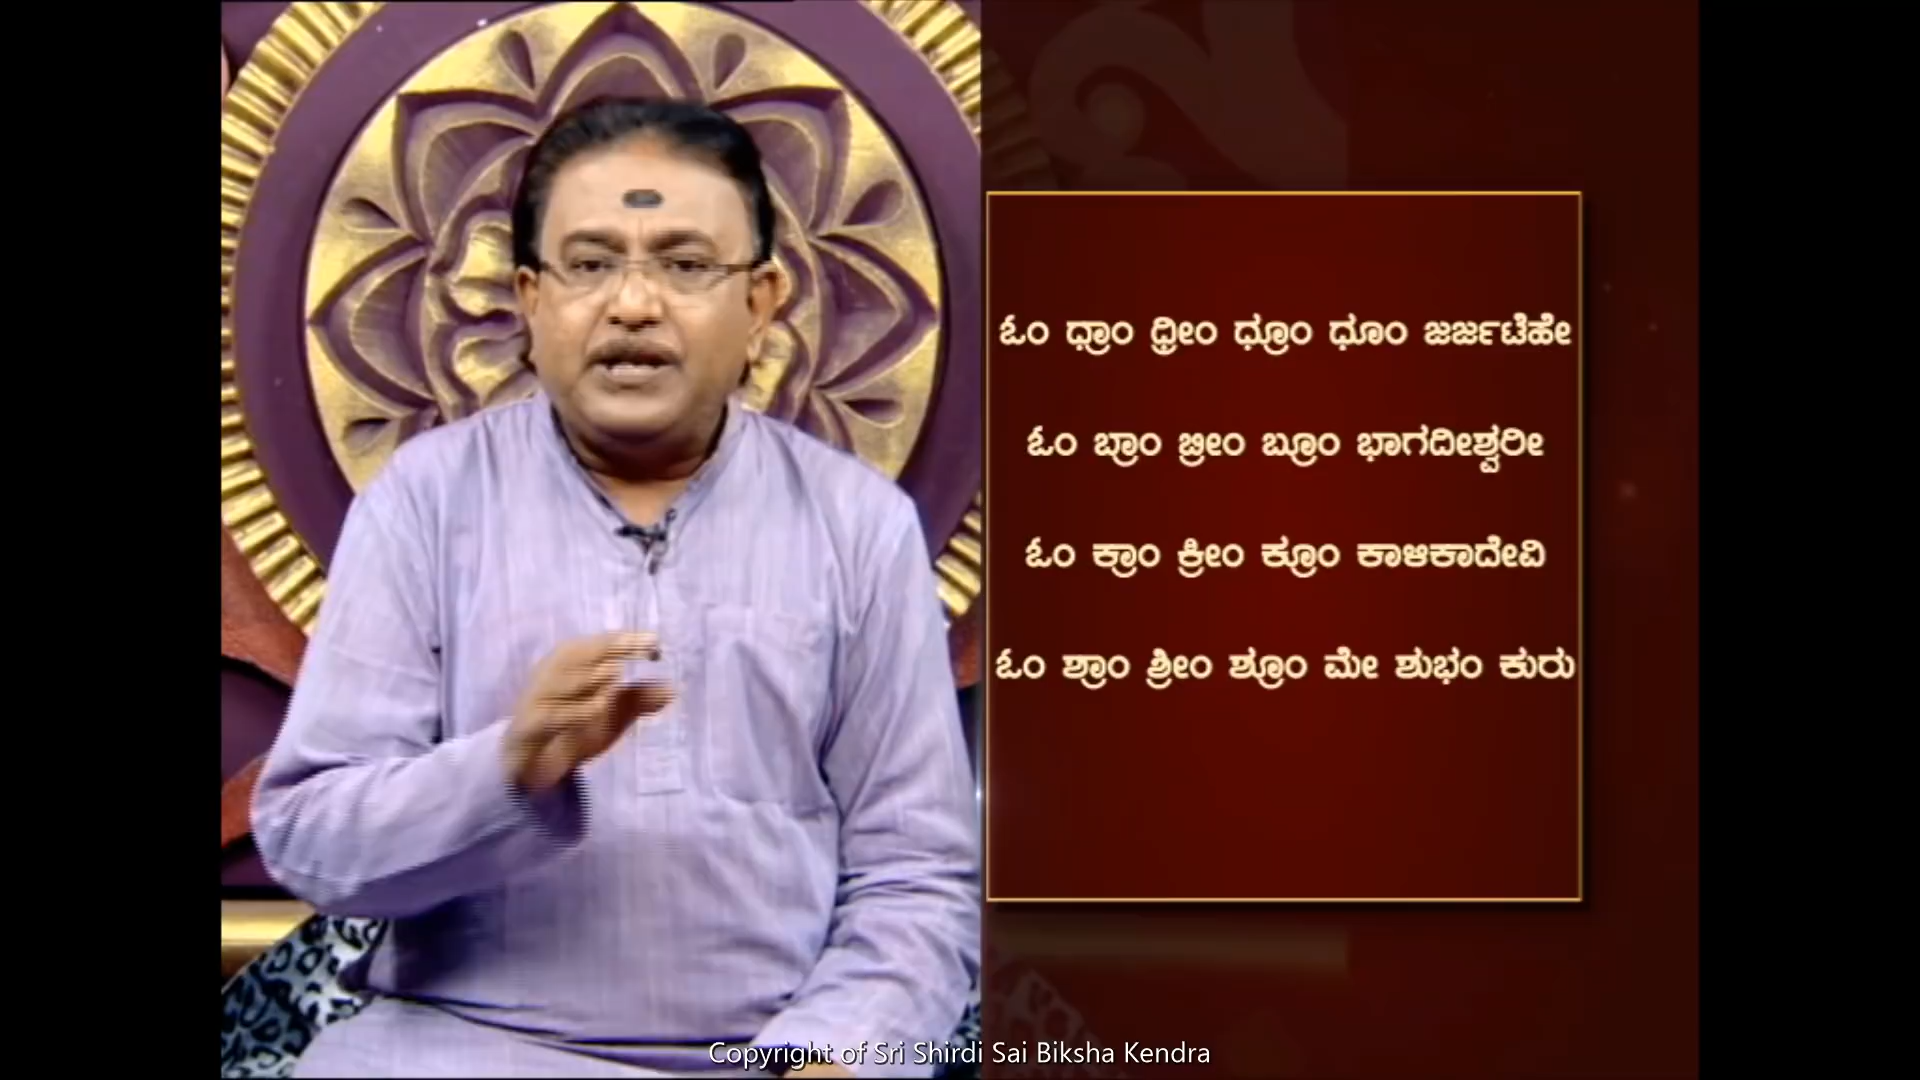 ಓಂ ಧ್ರಾಂ ಧ್ರೀಂ ಧ್ರೂಂ ಧೂಂ ಜರ್ಜಟೆಹೇ
ಓಂ ಬ್ರಾಂ ಬ್ರೀಂ ಬ್ರೂಂ ಭಾಗದೀಶ್ವರೀ
ಓಂ ಕ್ರಾಂ ಕ್ರೀಂ ಕ್ರೂಂ ಕಾಳಿಕಾದೇವಿ
ಓಂ ಶ್ರಾಂ ಶ್ರೀಂ ಶ್ರೂಂ ಮೇ ಶುಭಂ ಕುರು
Copyright of Sri Shirdi Sai Biksha Kendra